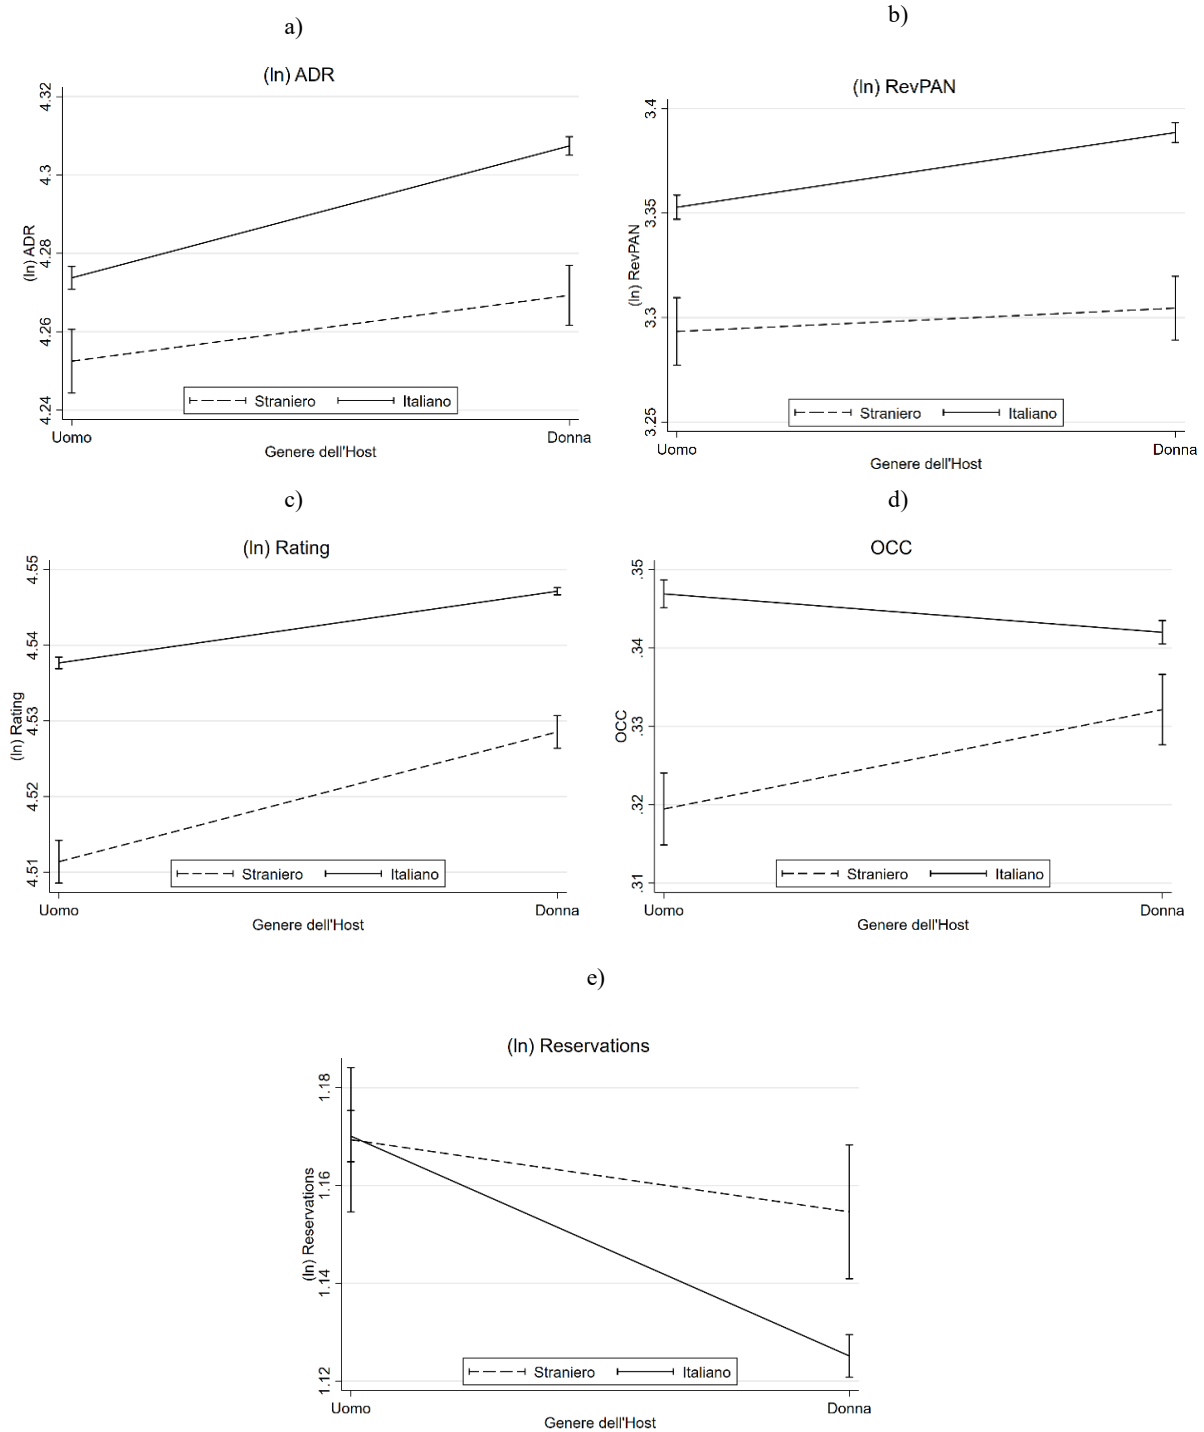 a)
(ln) ADR
(ln) ADR
4.32
4.3
4.28
4.26
4.24
Straniero Italiano
Uomo Donna
Genere dell'Host
b)
(ln) RevPAN
(ln) RevPAN
3.4
3.35
3.3
3.25
Straniero Italiano
Uomo Donna
Genere dell'Host
c)
(ln) Rating
(ln) Rating
4.55
4.54
4.53
4.52
4.51
Straniero Italiano
Uomo Donna
Genere dell'Host
d)
OCC
OCC
.35
.34
.33
.32
.31
Straniero Italiano
Uomo Donna
Genere dell'Host
e)
(ln) Reservations
(ln) Reservations
1.18
1.16
1.14
1.12
Straniero Italiano
Uomo Donna
Genere dell'Host